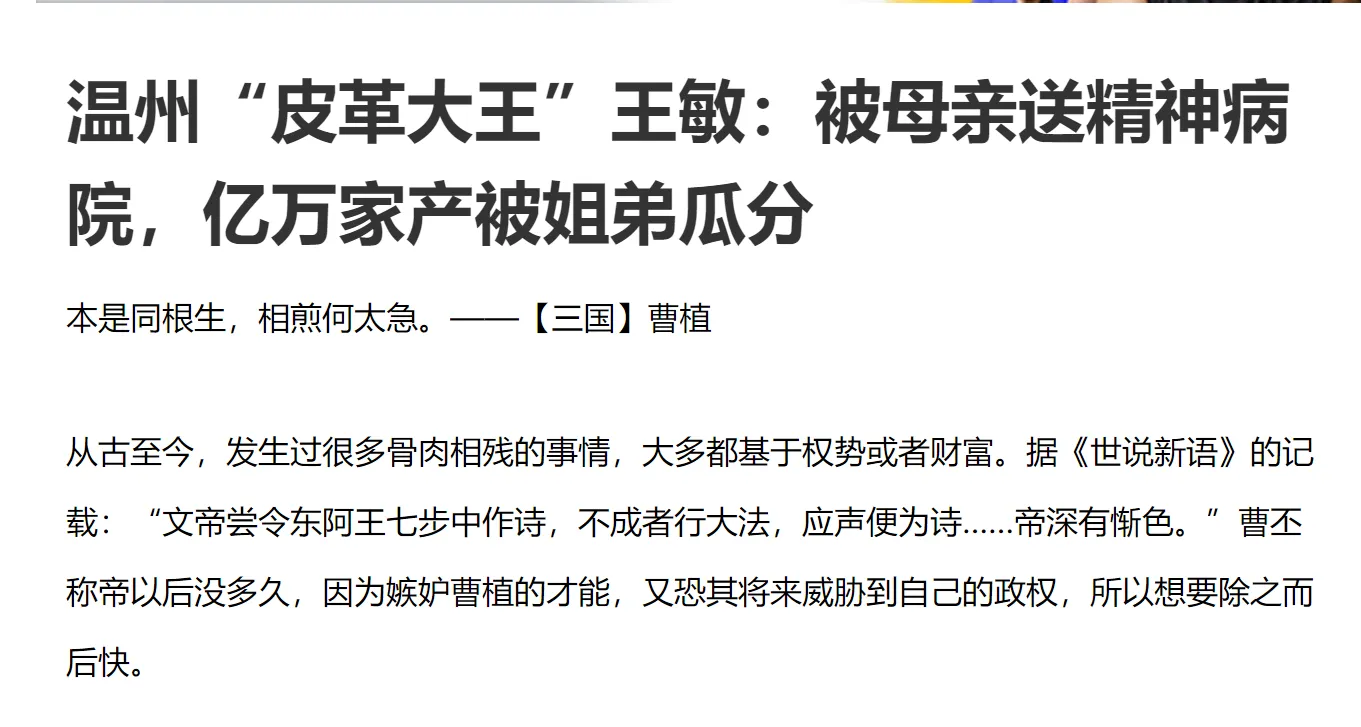 温州“皮革大王”王敏：被母亲送精神病
院，亿万家产被姐弟瓜分
本是同根生，相煎何太急。——【三国】曹植
从古至今，发生过很多骨肉相残的事情，大多都基于权势或者财富。据《世说新语》的记
载：“文帝尝令东阿王七步中作诗，不成者行大法，应声便为诗......帝深有惭色。”曹丕
称帝以后没多久，因为嫉妒曹植的才能，又恐其将来威胁到自己的政权，所以想要除之而
后快。